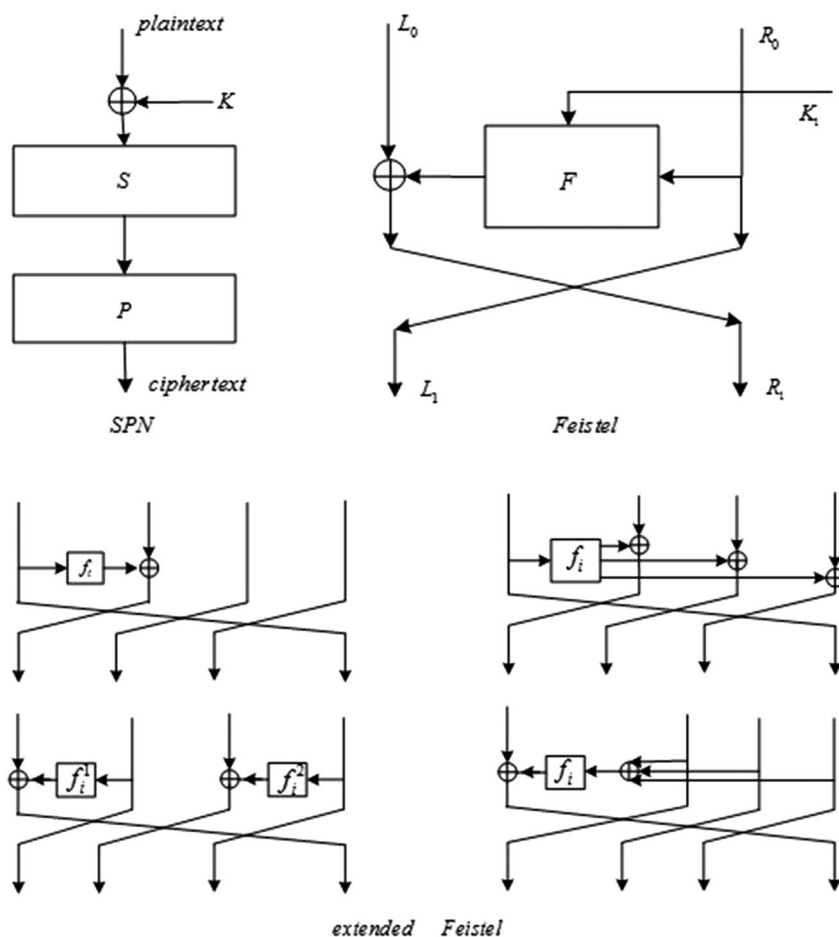 plaintext
K
S
P
ciphertext
SPN
L₀
R₀
K₁
F
L₁
R₁
Feistel
fᵢ
fᵢ
fᵢ¹
fᵢ²
fᵢ
extended Feistel